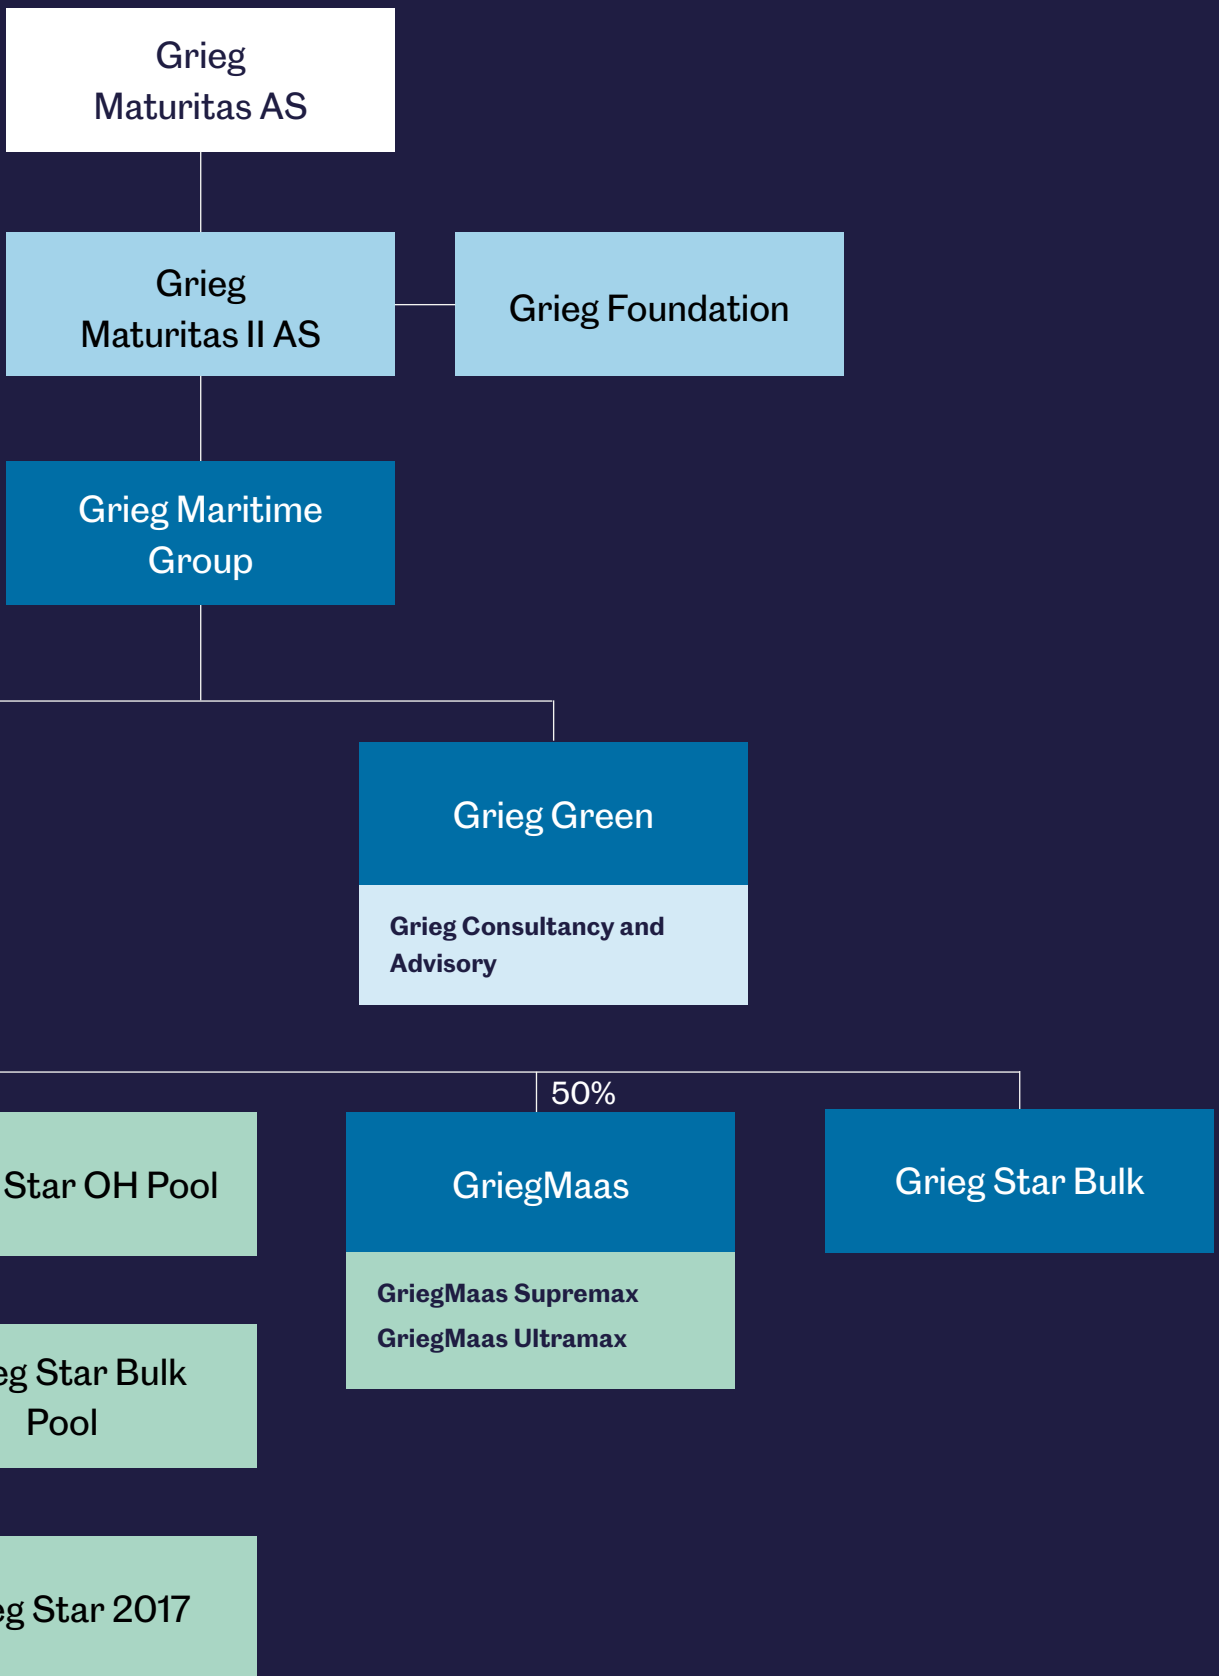 Grieg
Maturitas AS
Grieg
Maturitas II AS
Grieg Foundation
Grieg Maritime
Group
Grieg Green
Grieg Consultancy and
Advisory
50%
Star OH Pool
GriegMaas
Grieg Star Bulk
GriegMaas Supremax
GriegMaas Ultramax
Star Bulk
Pool
Star 2017